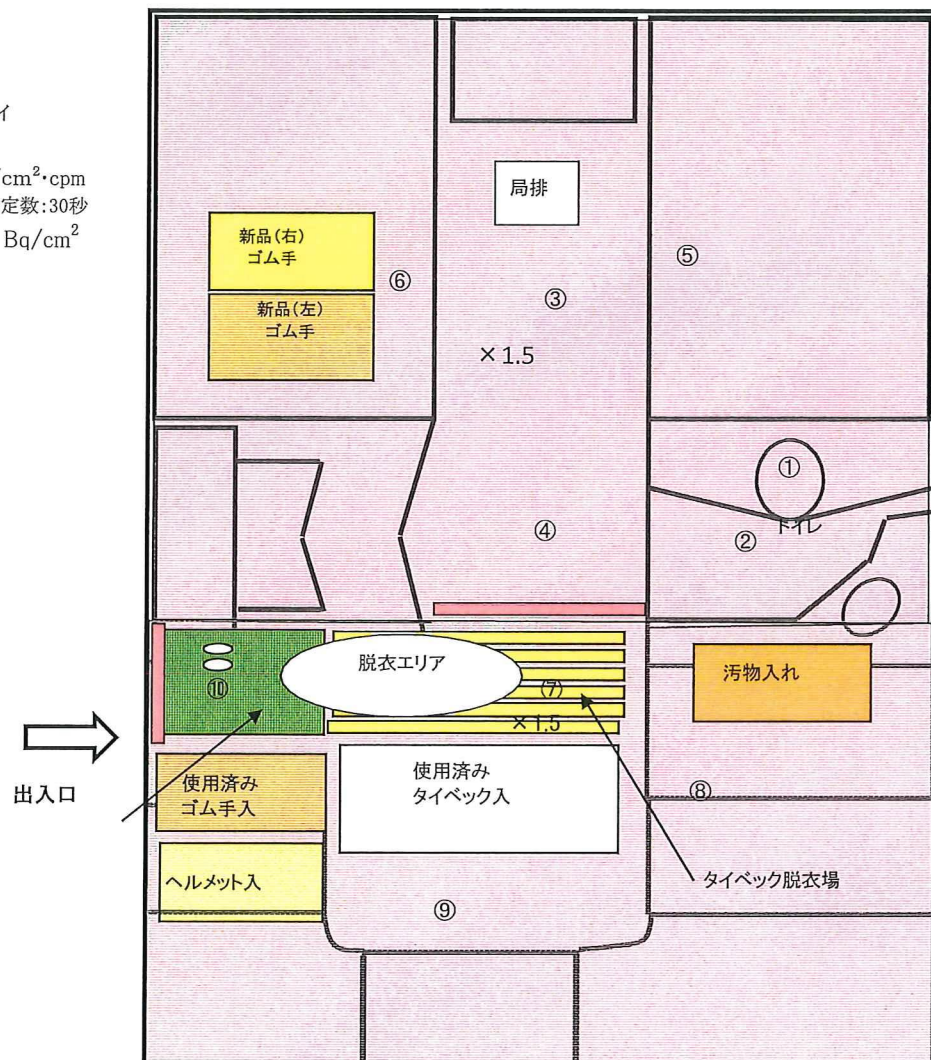 イ
cm²・cpm
定数:30秒
Bq/cm²
局排
新品(右)
ゴム手
新品(左)
ゴム手
⑥
③
⑤
×1.5
①
トイレ
②
④
脱衣エリア
⑩
(7)
×1.5
汚物入れ
出入口
使用済み
ゴム手入
使用済み
タイベック入
⑧
ヘルメット入
タイベック脱衣場
⑨